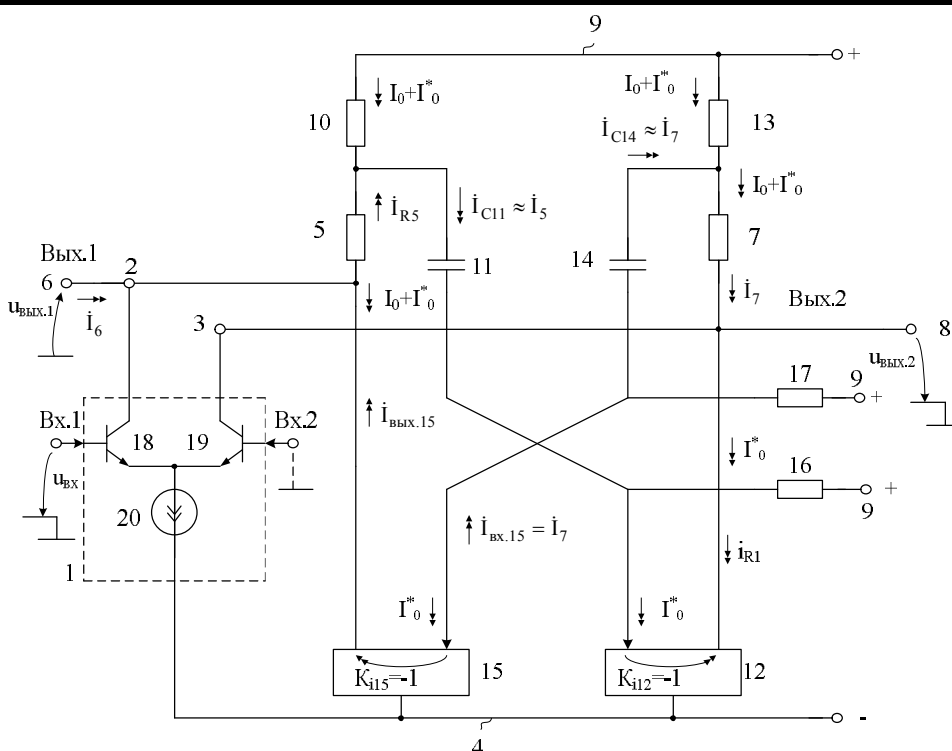 9
+
I₀+I*₀
I₀+I*₀
10
13
i̇C14 ≈ i̇7
i̇R5
i̇C11 ≈ i̇5
I₀+I*₀
5
7
Вых.1
11
14
6
2
I₀+I*₀
i̇7
Вых.2
uвых.1
i̇6
3
8
uвых.2
17
9
+
Вх.1
Вх.2
i̇вых.15
18
19
I*₀
16
+
uвх
9
20
i̇вх.15 = i̇7
iR1
1
I*₀
I*₀
Ki15=-1
15
Ki12=-1
12
4
-